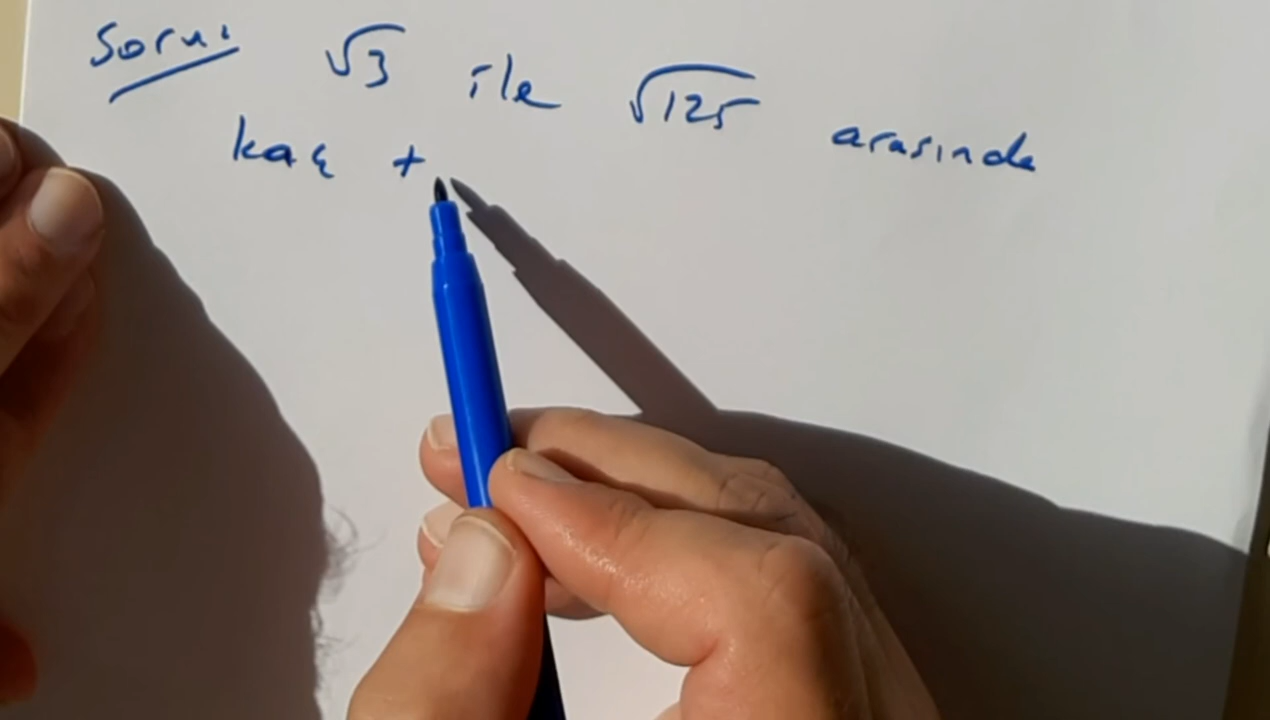 Soru: √3 ile √125 arasında
kaç +